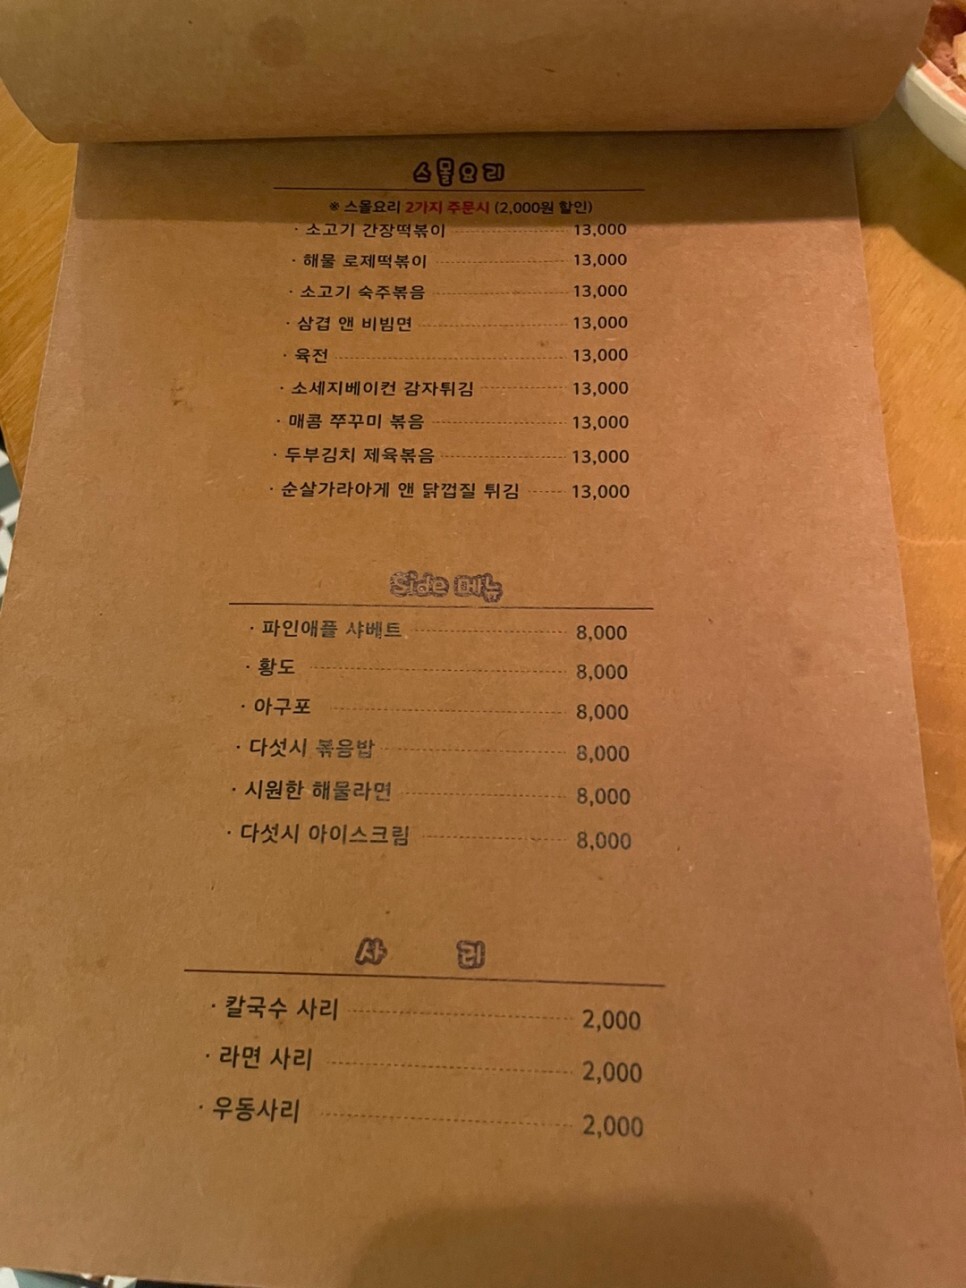 스몰요리
※ 스몰요리 2가지 주문시 (2,000원 할인)
· 소고기 간장떡볶이 13,000
· 해물 로제떡볶이 13,000
· 소고기 숙주볶음 13,000
· 삼겹 앤 비빔면 13,000
· 육전 13,000
· 소세지베이컨 감자튀김 13,000
· 매콤 쭈꾸미 볶음 13,000
· 두부김치 제육볶음 13,000
· 순살가라아게 앤 닭껍질 튀김 13,000
Side 메뉴
· 파인애플 샤베트 8,000
· 황도 8,000
· 아구포 8,000
· 다섯시 볶음밥 8,000
· 시원한 해물라면 8,000
· 다섯시 아이스크림 8,000
사 리
· 칼국수 사리 2,000
· 라면 사리 2,000
· 우동사리 2,000